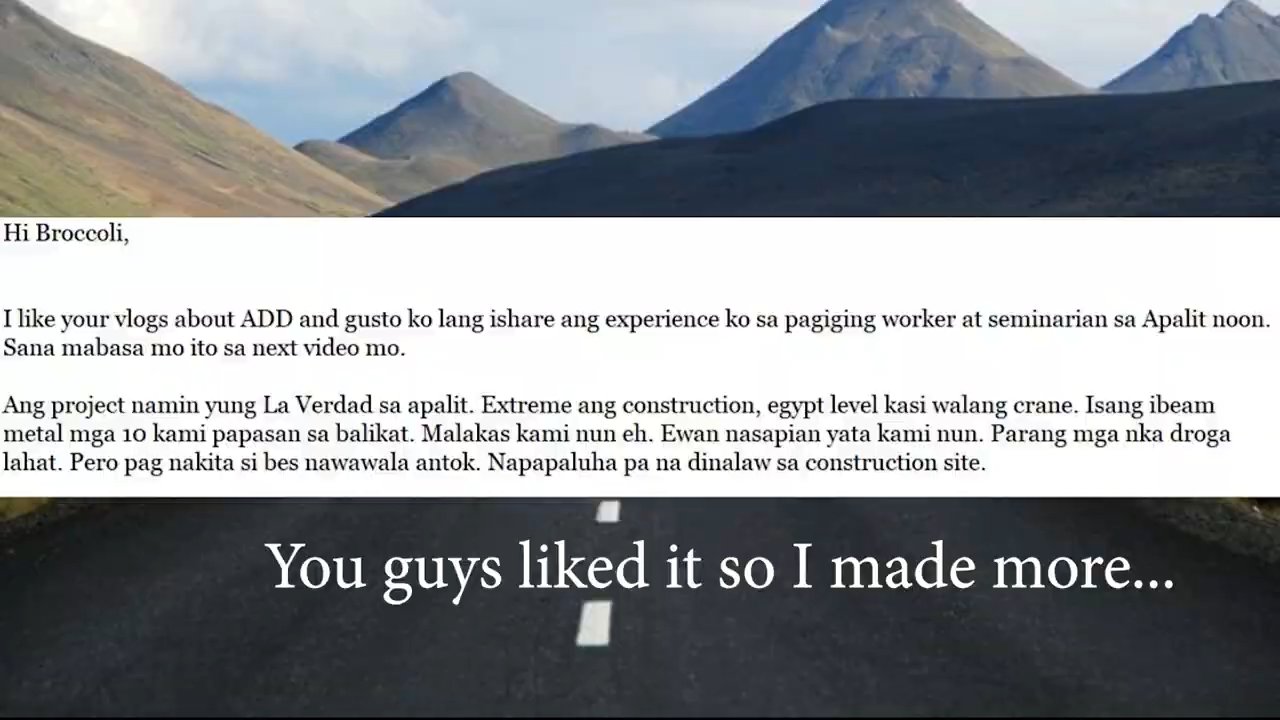 Hi Broccoli,
I like your vlogs about ADD and gusto ko lang ishare ang experience ko sa pagiging worker at seminarian sa Apalit noon.
Sana mabasa mo ito sa next video mo.
Ang project namin yung La Verdad sa apalit. Extreme ang construction, egypt level kasi walang crane. Isang ibeam
metal mga 10 kami papasan sa balikat. Malakas kami nun eh. Ewan nasapian yata kami nun. Parang mga nka droga
lahat. Pero pag nakita si bes nawawala antok. Napapaluha pa na dinalaw sa construction site.
You guys liked it so I made more...